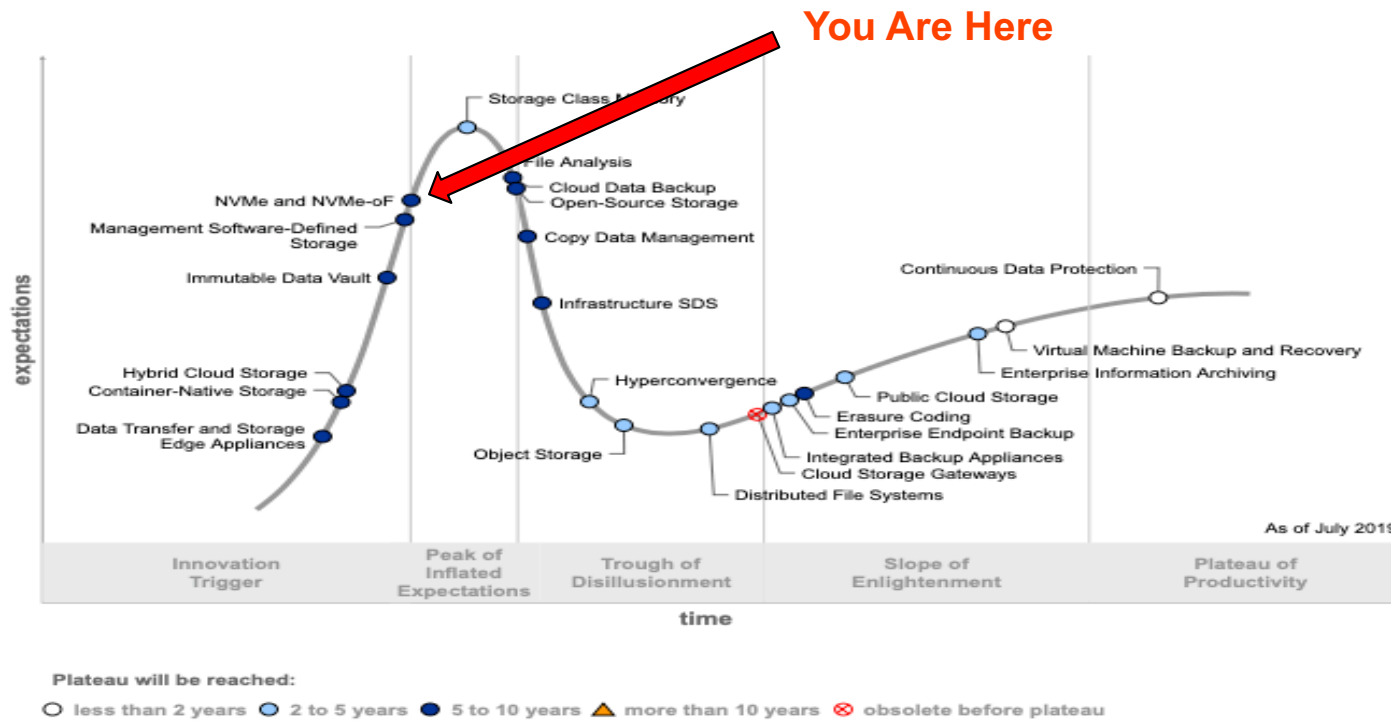 You Are Here
Storage Class Memory
File Analysis
Cloud Data Backup
NVMe and NVMe-oF
Open-Source Storage
Management Software-Defined
Storage
Copy Data Management
Immutable Data Vault
Continuous Data Protection
Infrastructure SDS
expectations
Virtual Machine Backup and Recovery
Hybrid Cloud Storage
Hyperconvergence
Enterprise Information Archiving
Container-Native Storage
Public Cloud Storage
Erasure Coding
Data Transfer and Storage
Edge Appliances
Enterprise Endpoint Backup
Object Storage
Integrated Backup Appliances
Cloud Storage Gateways
Distributed File Systems
As of July 2019
Innovation
Trigger
Peak of
Inflated
Expectations
Trough of
Disillusionment
Slope of
Enlightenment
Plateau of
Productivity
time
Plateau will be reached:
less than 2 years 2 to 5 years 5 to 10 years more than 10 years obsolete before plateau